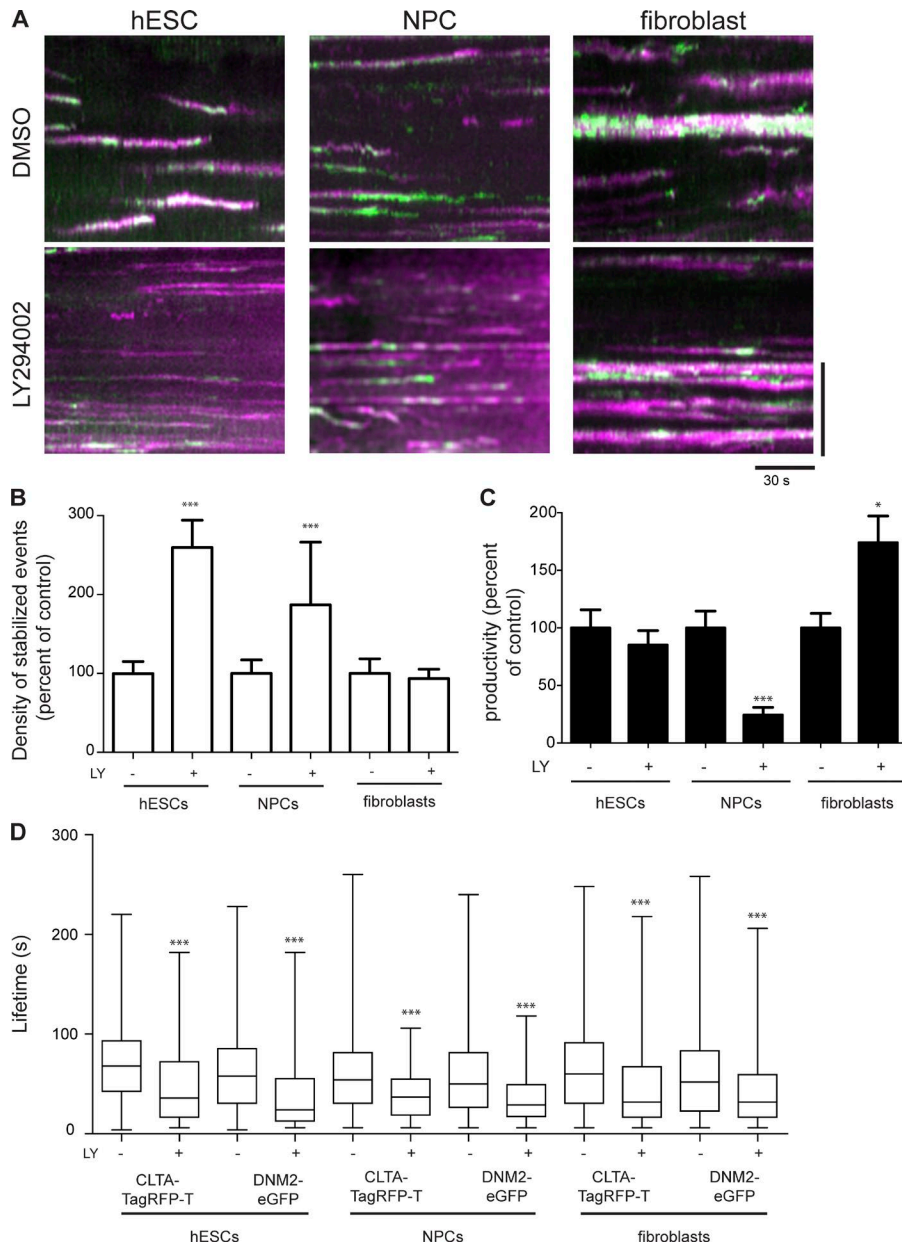 A
hESC
NPC
fibroblast
DMSO
LY294002
30 s
B
Density of stabilized events
(percent of control)
300
200
100
0
***
***
LY
-
+
-
+
-
+
hESCs
NPCs
fibroblasts
C
productivity (percent
of control)
200
150
100
50
0
***
*
LY
-
+
-
+
-
+
hESCs
NPCs
fibroblasts
D
Lifetime (s)
300
200
100
0
***
***
***
***
***
***
LY
-
+
-
+
-
+
-
+
-
+
-
+
CLTA-
TagRFP-T
DNM2-
eGFP
CLTA-
TagRFP-T
DNM2-
eGFP
CLTA-
TagRFP-T
DNM2-
eGFP
hESCs
NPCs
fibroblasts